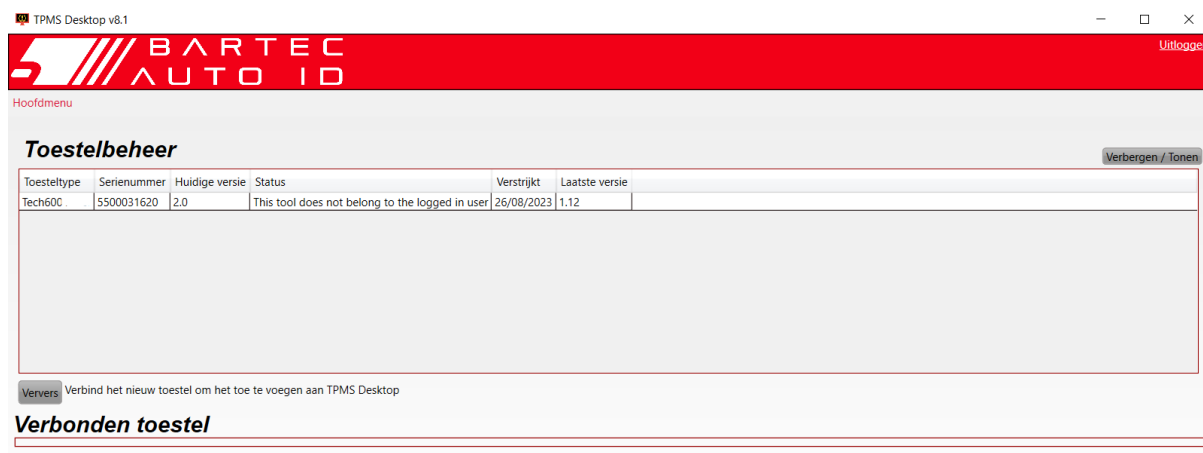 TPMS Desktop v8.1
BARTEC
AUTO ID
Uitlogge
Hoofdmenu
Toestelbeheer
Verbergen / Tonen
Toesteltype Serienummer Huidige versie Status Verstrijkt Laatste versie
Tech600 5500031620 2.0 This tool does not belong to the logged in user 26/08/2023 1.12
Ververs Verbind het nieuw toestel om het toe te voegen aan TPMS Desktop
Verbonden toestel